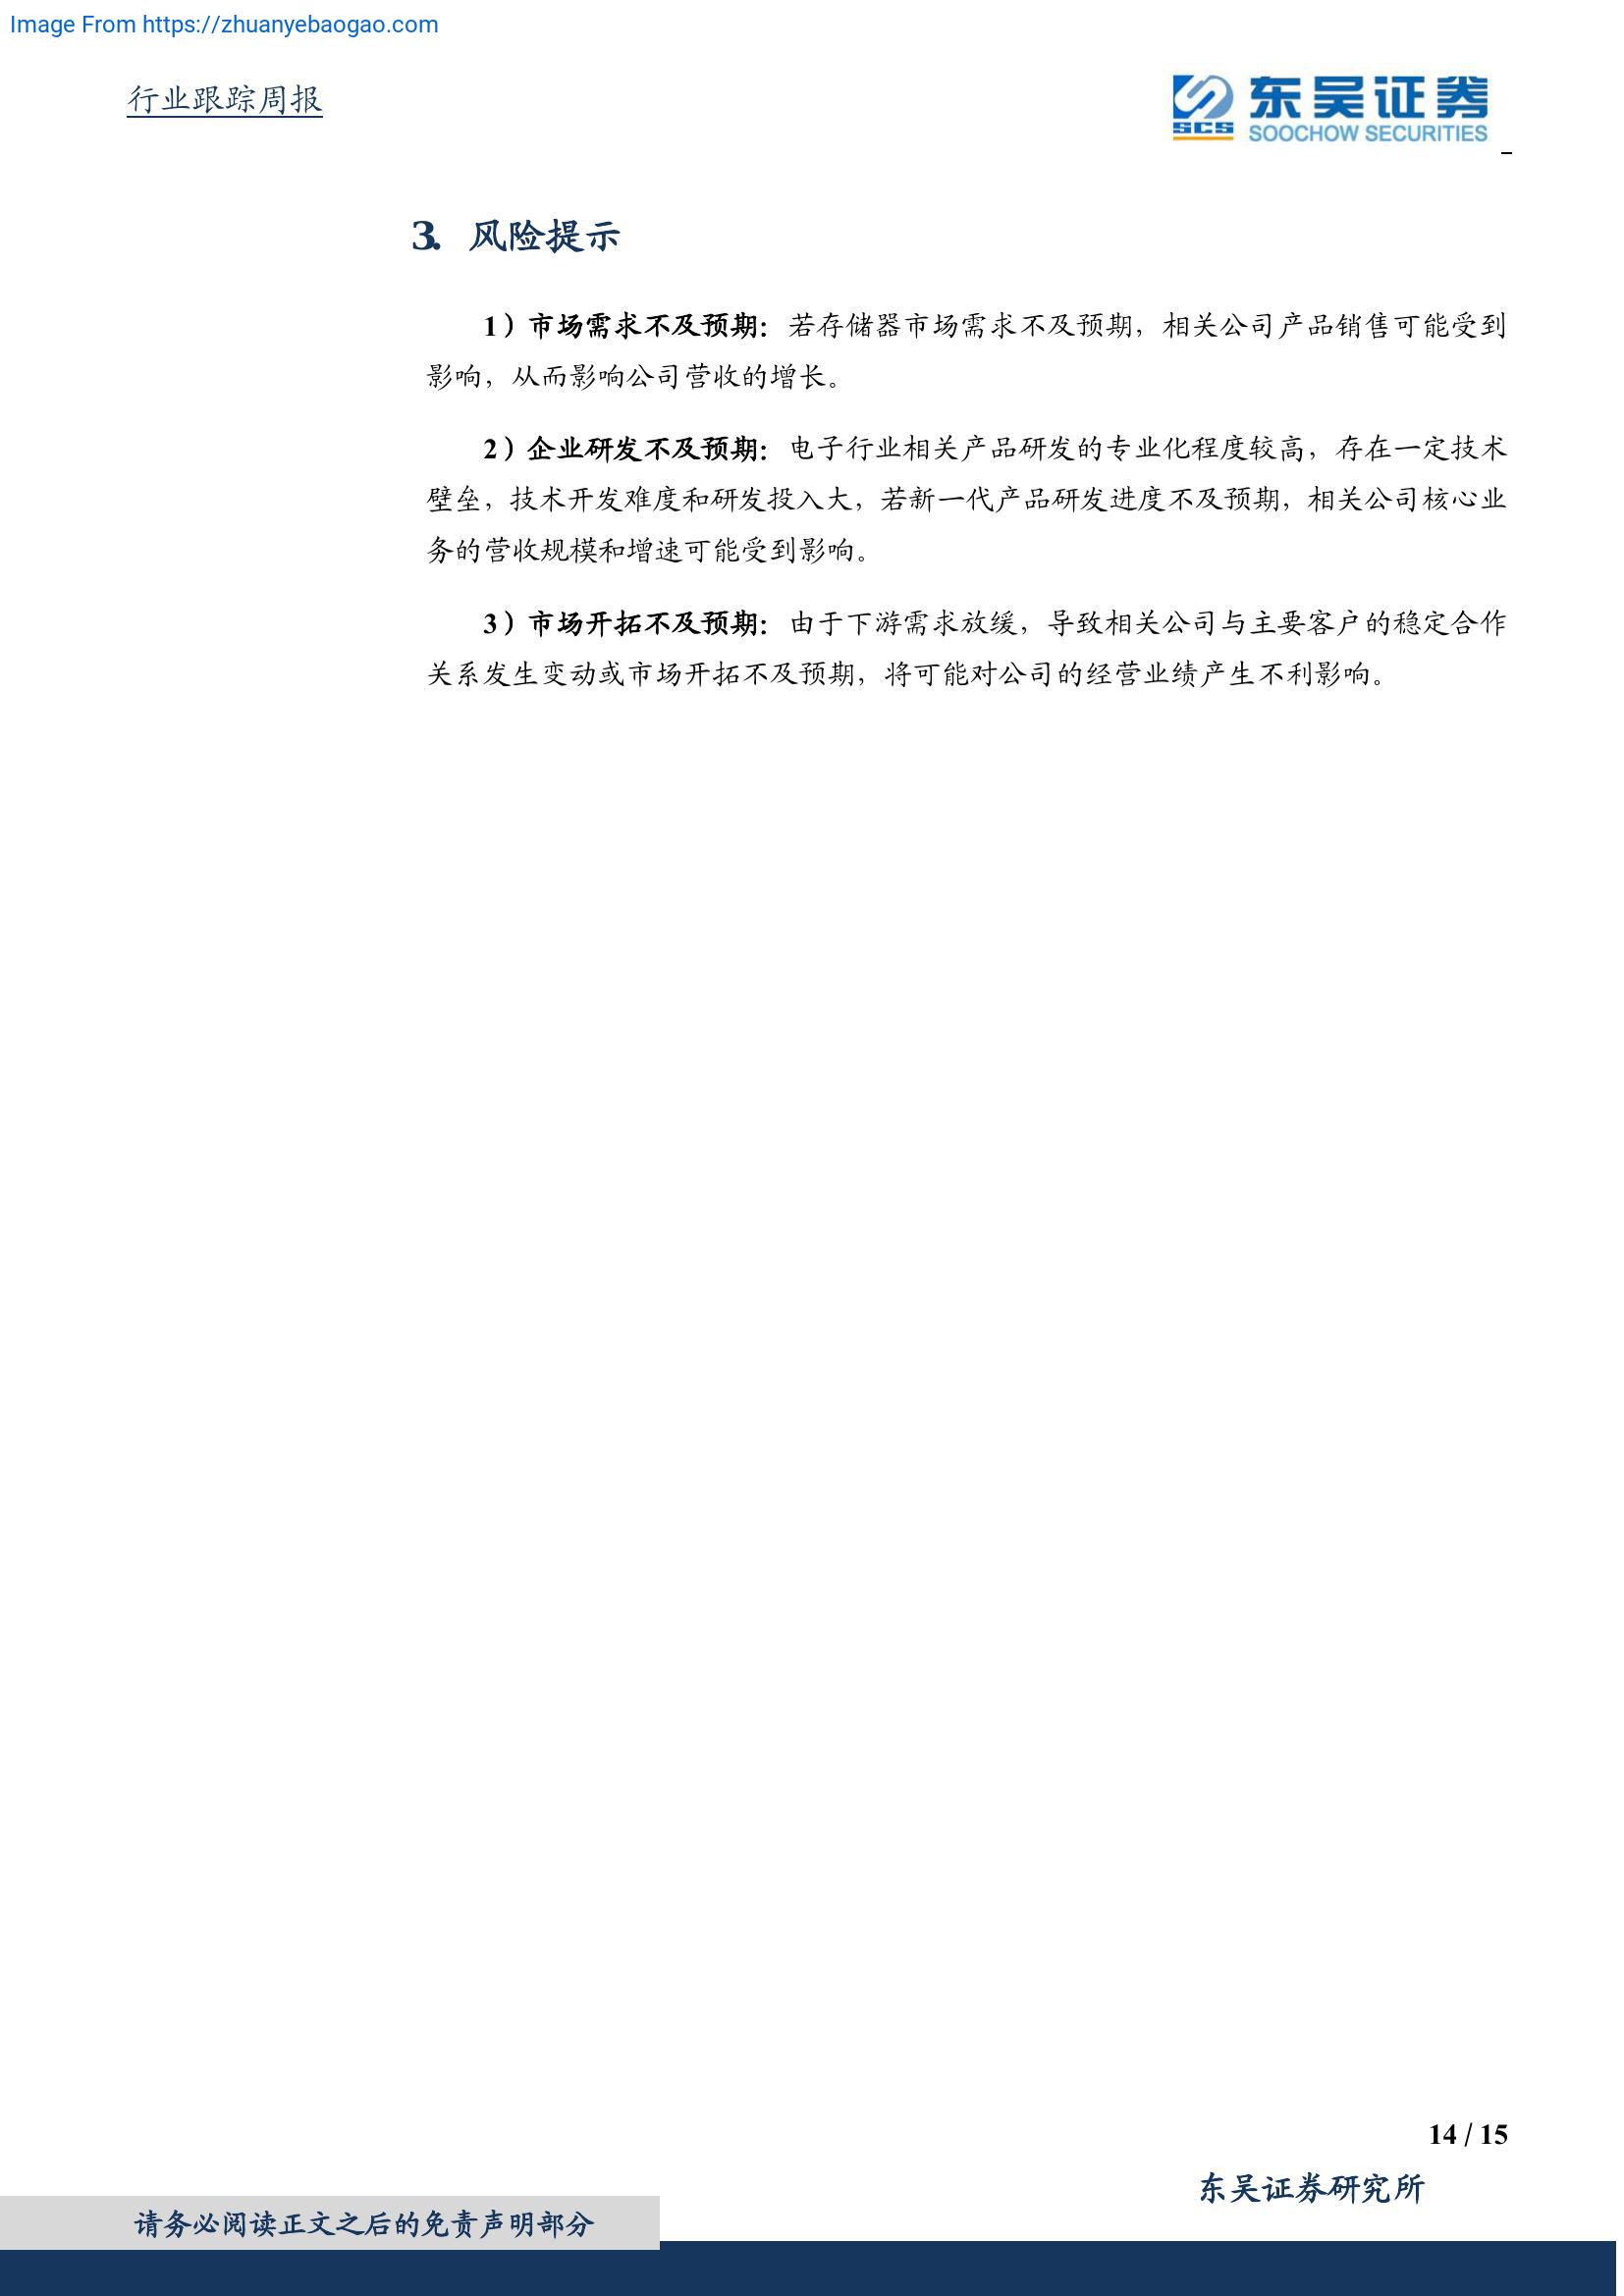 Image From https://zhuanyebaogao.com
行业跟踪周报
SCS
东吴证券
SOOCHOW SECURITIES
3. 风险提示
1）市场需求不及预期：若存储器市场需求不及预期，相关公司产品销售可能受到
影响，从而影响公司营收的增长。
2）企业研发不及预期：电子行业相关产品研发的专业化程度较高，存在一定技术
壁垒，技术开发难度和研发投入大，若新一代产品研发进度不及预期，相关公司核心业
务的营收规模和增速可能受到影响。
3）市场开拓不及预期：由于下游需求放缓，导致相关公司与主要客户的稳定合作
关系发生变动或市场开拓不及预期，将可能对公司的经营业绩产生不利影响。
14 / 15
东吴证券研究所
请务必阅读正文之后的免责声明部分